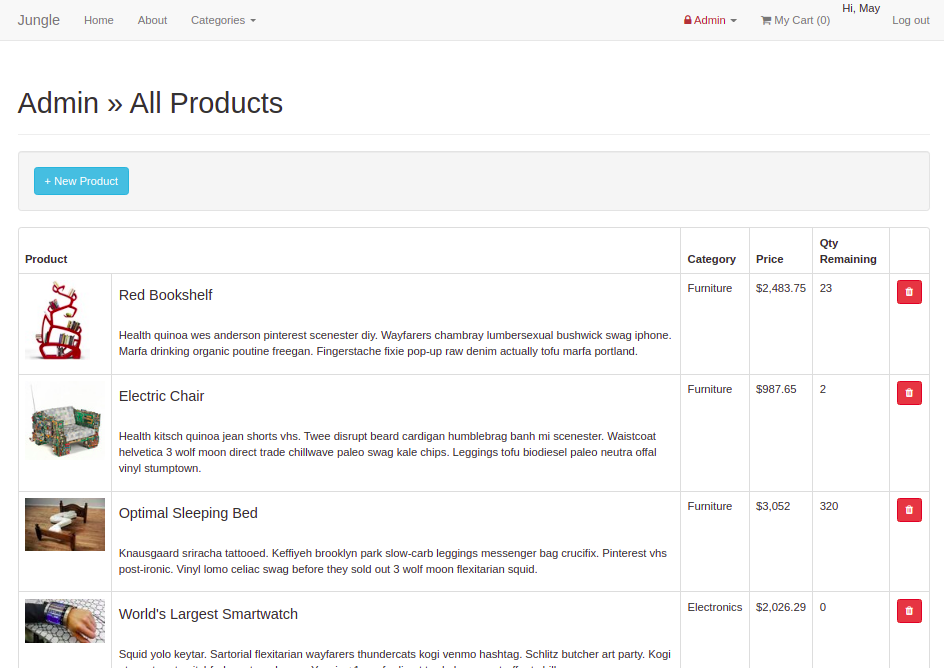 Jungle Home About Categories Admin My Cart (0) Hi, May Log out
Admin » All Products
+ New Product
Product Category Price Qty Remaining
Red Bookshelf Furniture $2,483.75 23
Health quinoa wes anderson pinterest scenester diy. Wayfarers chambray lumbersexual bushwick swag iphone.
Marfa drinking organic poutine freegan. Fingerstache fixie pop-up raw denim actually tofu marfa portland.
Electric Chair Furniture $987.65 2
Health kitsch quinoa jean shorts vhs. Twee disrupt beard cardigan humblebrag banh mi scenester. Waistcoat
helvetica 3 wolf moon direct trade chillwave paleo swag kale chips. Leggings tofu biodiesel paleo neutra offal
vinyl stumptown.
Optimal Sleeping Bed Furniture $3,052 320
Knausgaard sriracha tattooed. Keffiyeh brooklyn park slow-carb leggings messenger bag crucifix. Pinterest vhs
post-ironic. Vinyl lomo celiac swag before they sold out 3 wolf moon flexitarian squid.
World's Largest Smartwatch Electronics $2,026.29 0
Squid yolo keytar. Sartorial flexitarian wayfarers thundercats kogi venmo hashtag. Schlitz butcher art party. Kogi